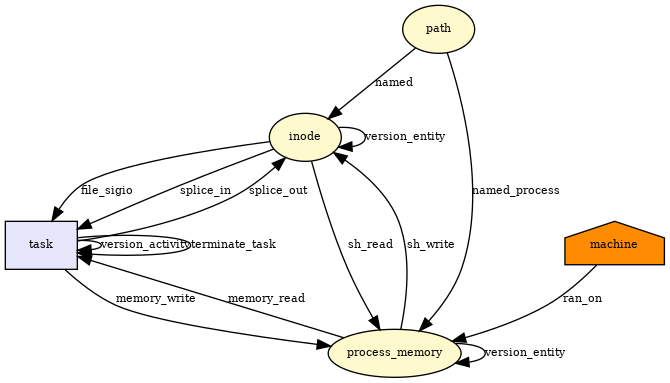 path
named
inode
version_entity
file_sigio
splice_in
splice_out
named_process
task
version_activity
terminate_task
sh_read
sh_write
machine
memory_write
memory_read
ran_on
process_memory
version_entity